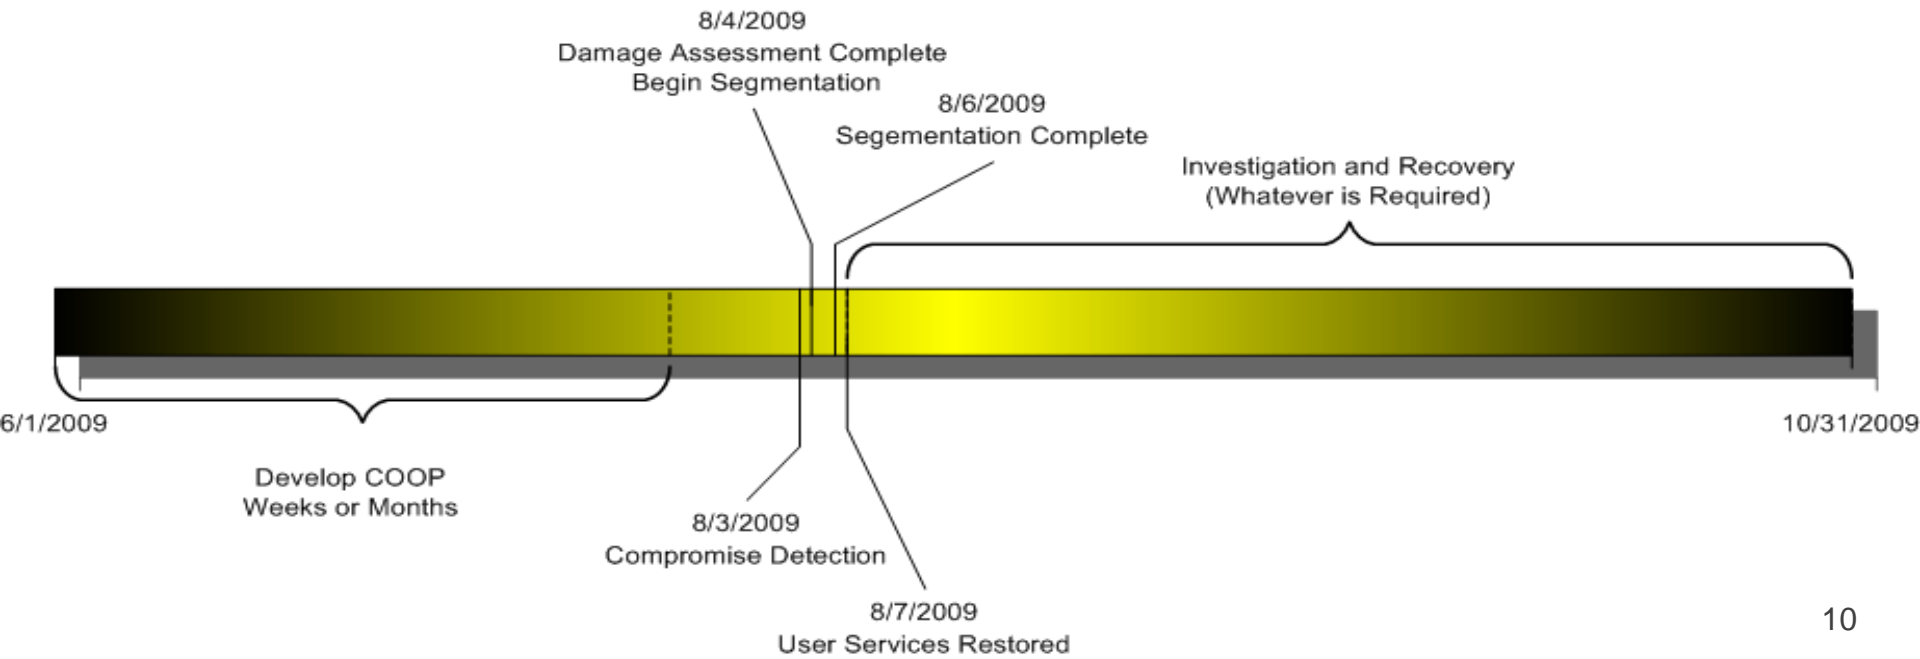 8/4/2009
Damage Assessment Complete
Begin Segmentation
8/6/2009
Segementation Complete
Investigation and Recovery
(Whatever is Required)
6/1/2009
10/31/2009
Develop COOP
Weeks or Months
8/3/2009
Compromise Detection
8/7/2009
User Services Restored
10